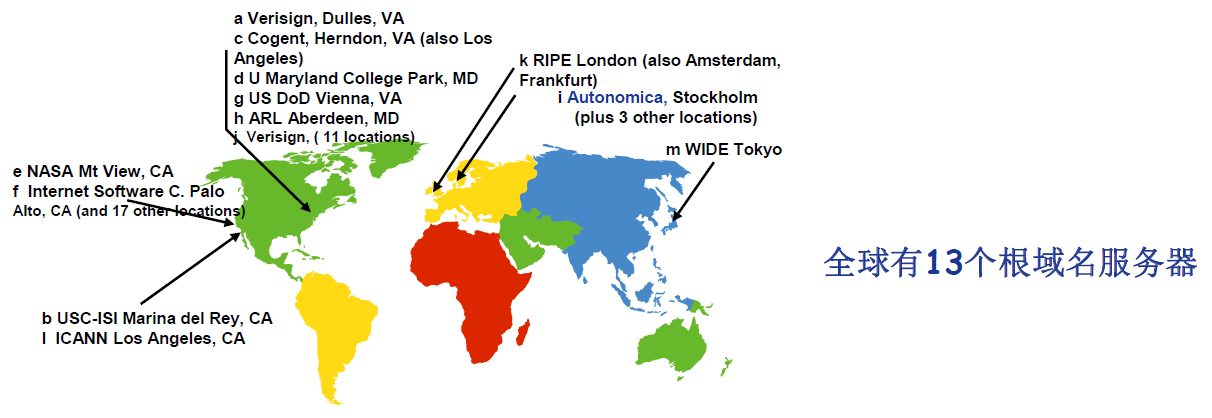 a Verisign, Dulles, VA
c Cogent, Herndon, VA (also Los
Angeles)
d U Maryland College Park, MD
g US DoD Vienna, VA
h ARL Aberdeen, MD
j Verisign, ( 11 locations)
k RIPE London (also Amsterdam,
Frankfurt)
i Autonomica, Stockholm
(plus 3 other locations)
m WIDE Tokyo
e NASA Mt View, CA
f Internet Software C. Palo
Alto, CA (and 17 other locations)
全球有13个根域名服务器
b USC-ISI Marina del Rey, CA
l ICANN Los Angeles, CA